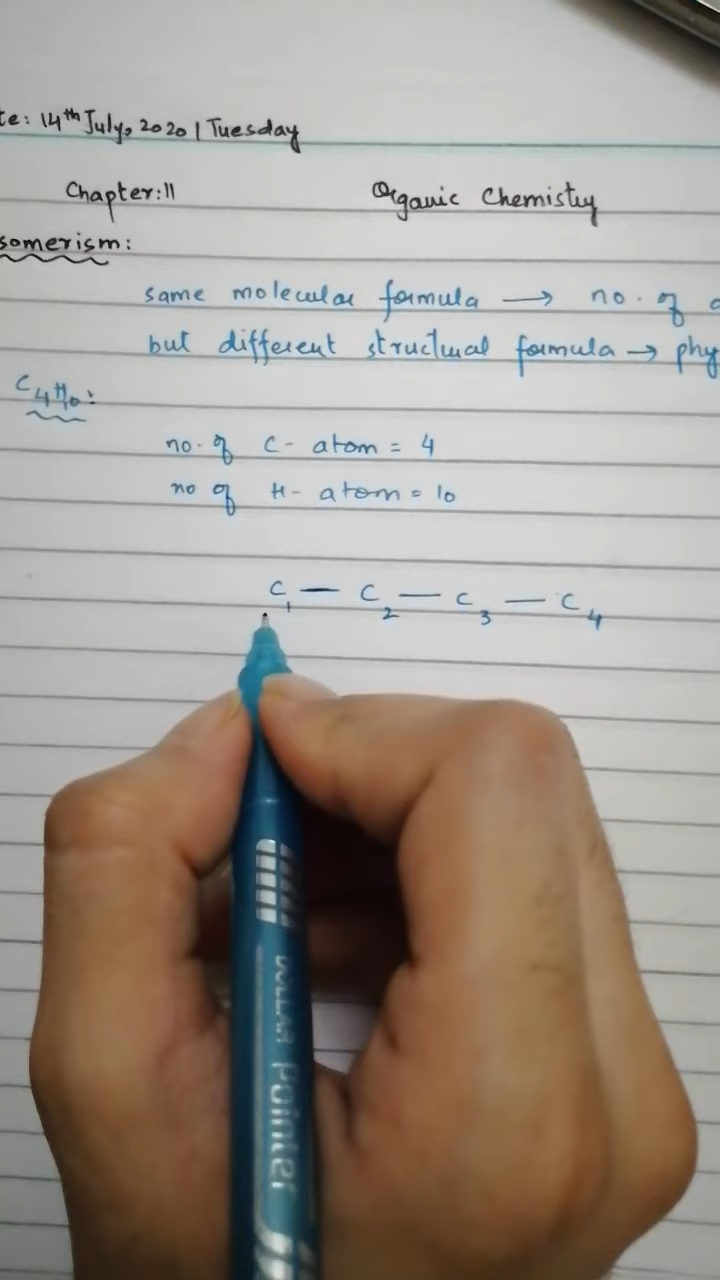 te: 14th July, 2020 | Tuesday
Chapter:11 Organic Chemistry
somerism:
same molecular formula → no. of
but different structural formula → phy
C4H10:
no. of C- atom = 4
no of H- atom = 10
C1 — C2 — C3 — C4
DOLLAR Pointer